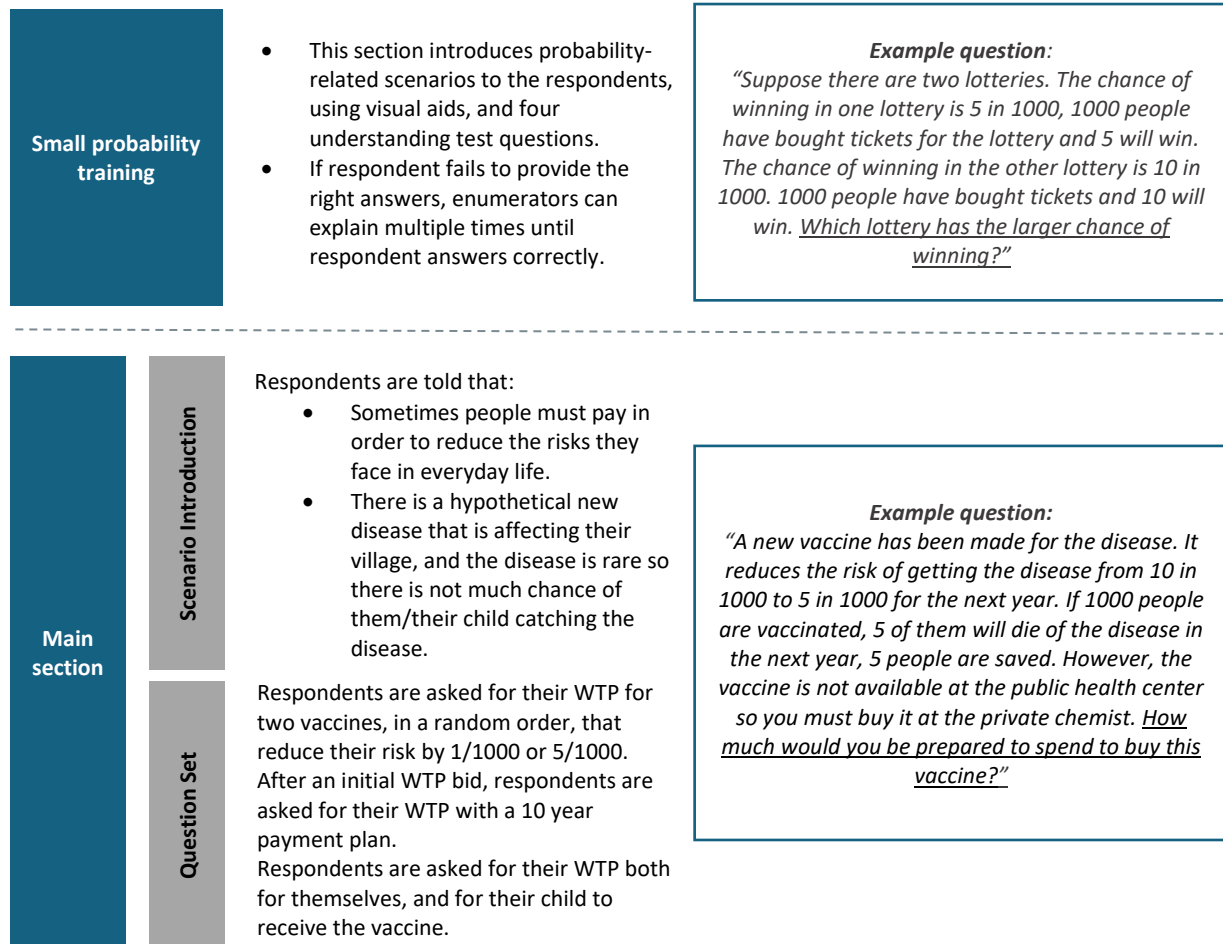 Small probability
training
• This section introduces probability-
related scenarios to the respondents,
using visual aids, and four
understanding test questions.
• If respondent fails to provide the
right answers, enumerators can
explain multiple times until
respondent answers correctly.
Example question:
“Suppose there are two lotteries. The chance of
winning in one lottery is 5 in 1000, 1000 people
have bought tickets for the lottery and 5 will win.
The chance of winning in the other lottery is 10 in
1000. 1000 people have bought tickets and 10 will
win. Which lottery has the larger chance of
winning?”
Main
section
Scenario Introduction
Respondents are told that:
• Sometimes people must pay in
order to reduce the risks they
face in everyday life.
• There is a hypothetical new
disease that is affecting their
village, and the disease is rare so
there is not much chance of
them/their child catching the
disease.
Question Set
Respondents are asked for their WTP for
two vaccines, in a random order, that
reduce their risk by 1/1000 or 5/1000.
After an initial WTP bid, respondents are
asked for their WTP with a 10 year
payment plan.
Respondents are asked for their WTP both
for themselves, and for their child to
receive the vaccine.
Example question:
“A new vaccine has been made for the disease. It
reduces the risk of getting the disease from 10 in
1000 to 5 in 1000 for the next year. If 1000 people
are vaccinated, 5 of them will die of the disease in
the next year, 5 people are saved. However, the
vaccine is not available at the public health center
so you must buy it at the private chemist. How
much would you be prepared to spend to buy this
vaccine?”